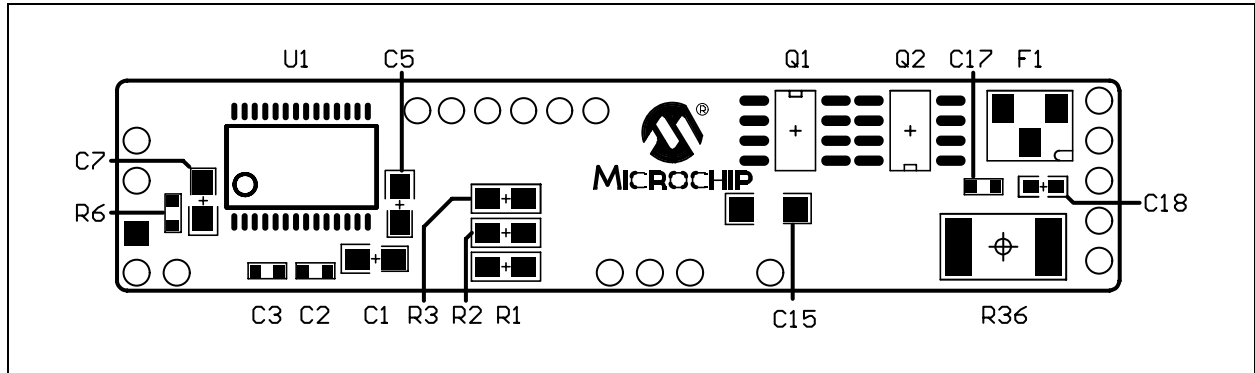 U1 C5 Q1 Q2 C17 F1
®
C7
MICROCHIP
R6
C18
C3 C2 C1 R3 R2 R1 C15 R36